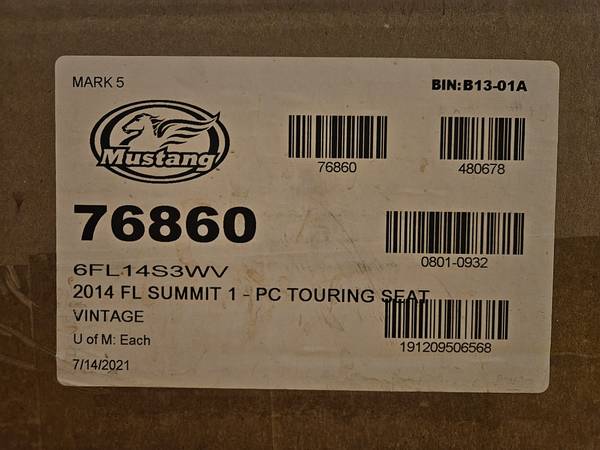 MARK 5
BIN:B13-01A
Mustang
76860
480678
76860
0801-0932
6FL14S3WV
2014 FL SUMMIT 1 - PC TOURING SEAT
VINTAGE
U of M: Each
191209506568
7/14/2021